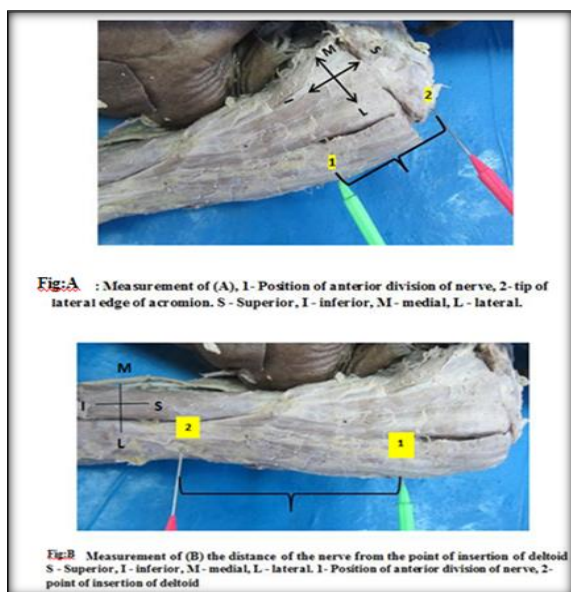 M
S
2
I
L
1
Fig:A : Measurement of (A), 1- Position of anterior division of nerve, 2- tip of
lateral edge of acromion. S - Superior, I - inferior, M - medial, L - lateral.
M
I
S
2
L
1
Fig:B Measurement of (B) the distance of the nerve from the point of insertion of deltoid
S - Superior, I - inferior, M - medial, L - lateral. 1- Position of anterior division of nerve, 2-
point of insertion of deltoid